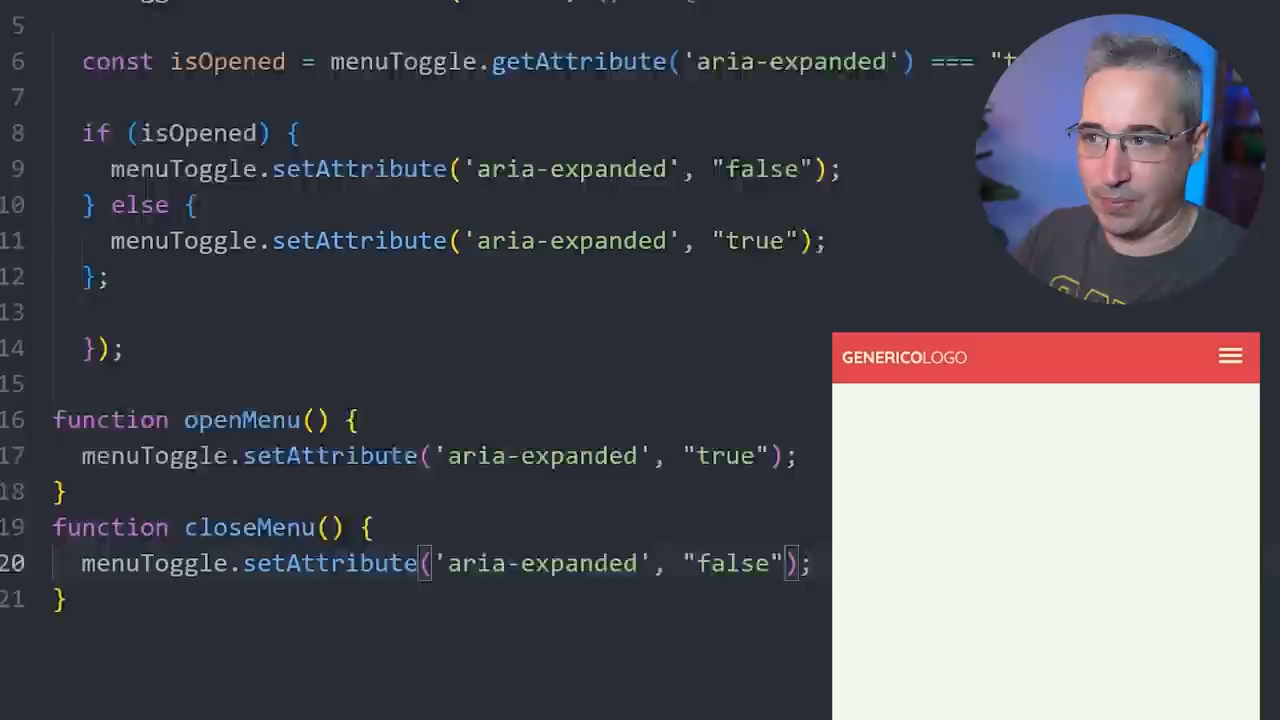 5
6 const isOpened = menuToggle.getAttribute('aria-expanded') === "t
7
8 if (isOpened) {
9 menuToggle.setAttribute('aria-expanded', "false");
10 } else {
11 menuToggle.setAttribute('aria-expanded', "true");
12 };
13
14 });
15
16 function openMenu() {
17 menuToggle.setAttribute('aria-expanded', "true");
18 }
19 function closeMenu() {
20 menuToggle.setAttribute('aria-expanded', "false");
21 }
GENERICOLOGO